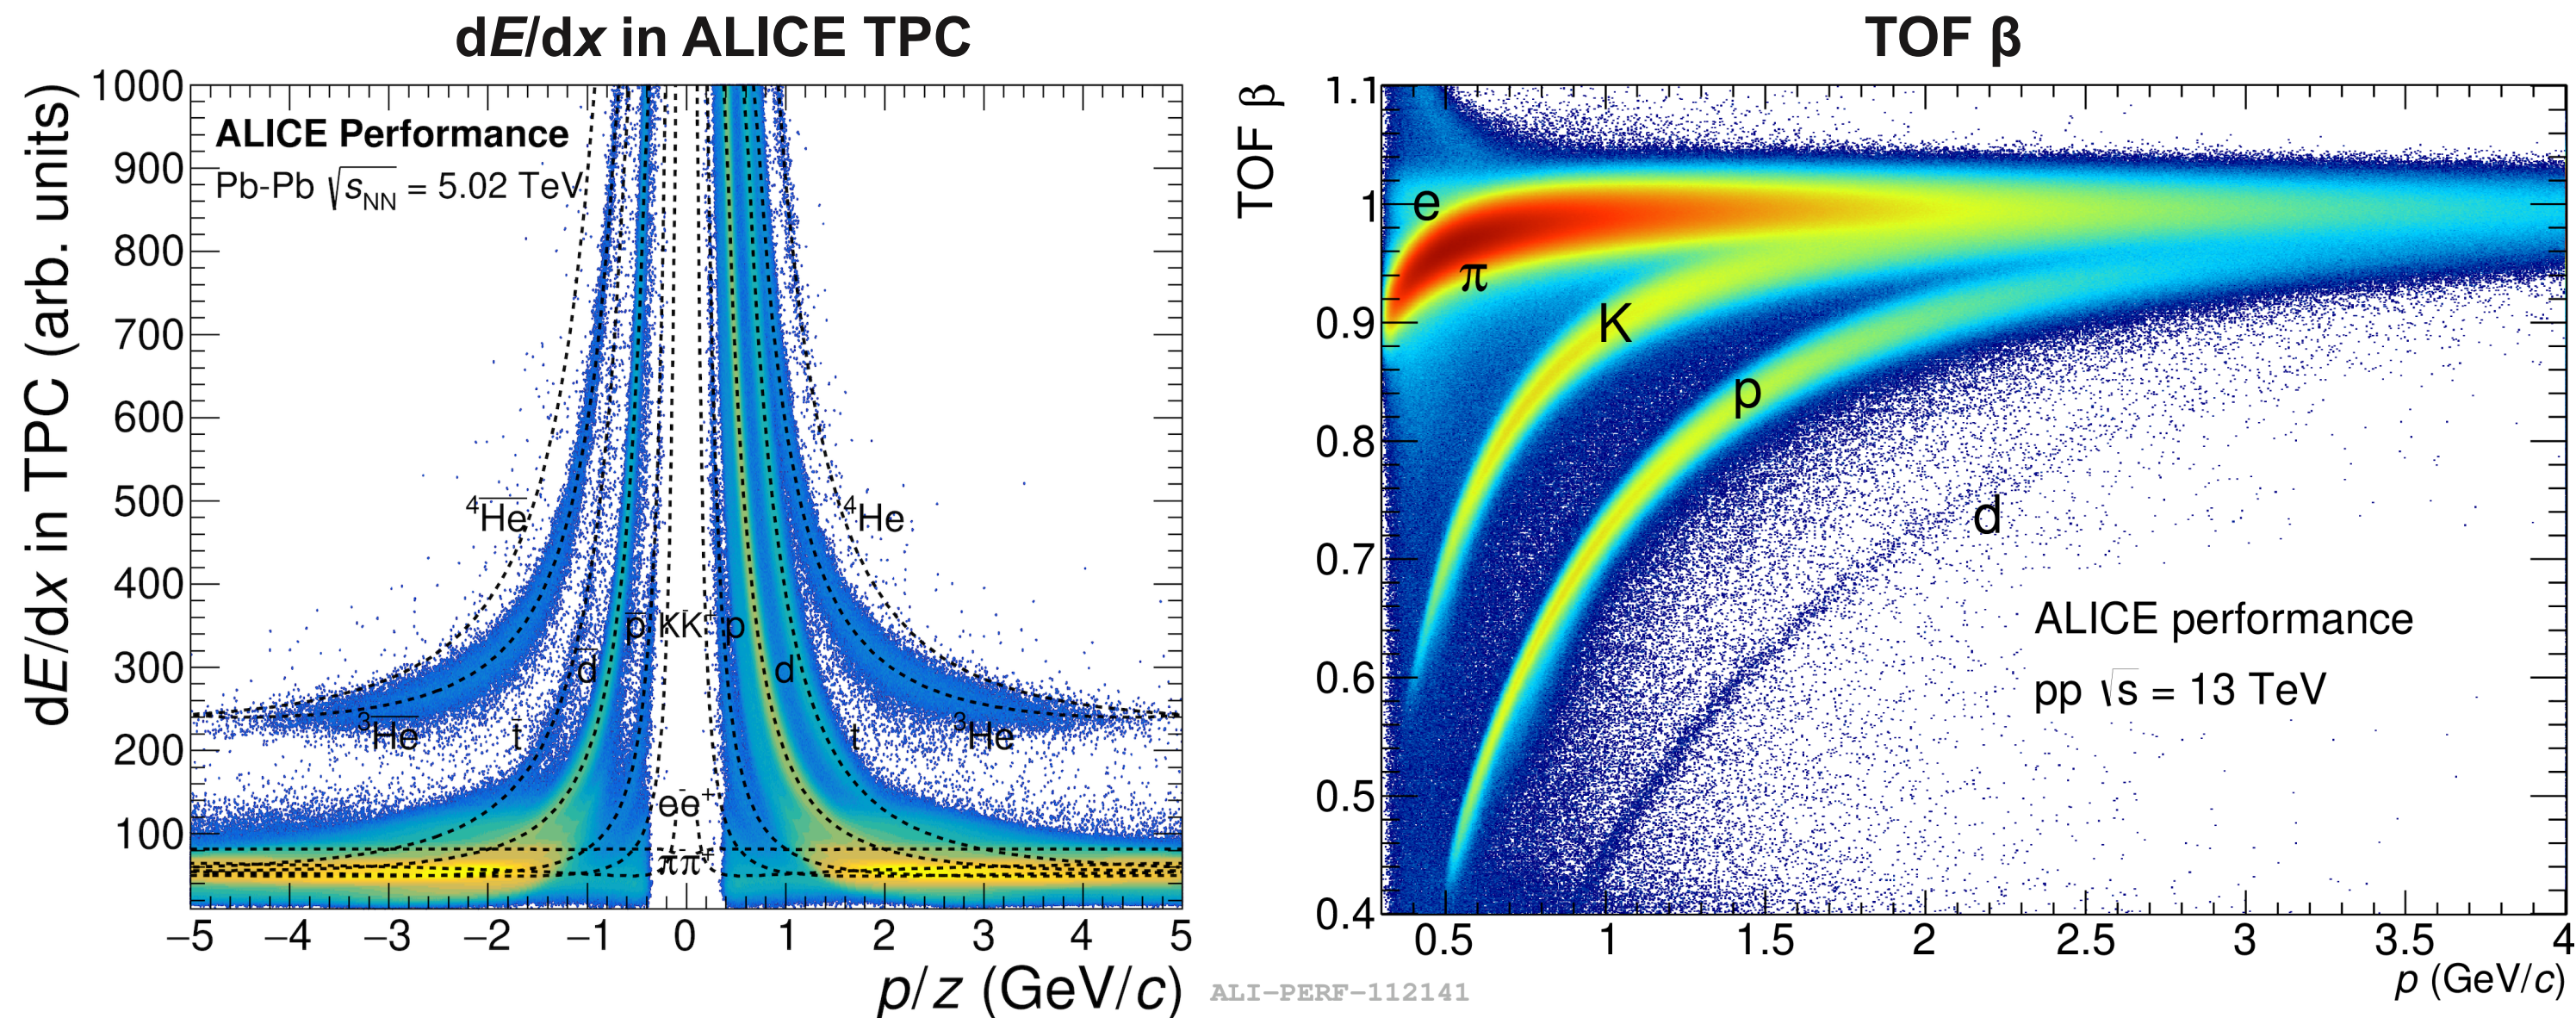 dE/dx in ALICE TPC
dE/dx in TPC (arb. units)
1000
900
800
700
600
500
400
300
200
100
ALICE Performance
Pb-Pb √sNN = 5.02 TeV
⁴H̅e̅
⁴He
p̅ K⁻ K⁺ p
d̅
d
³H̅e̅
t̅
t
³He
e⁻ e⁺
π⁻ π⁺
−5 −4 −3 −2 −1 0 1 2 3 4 5
p/z (GeV/c)
TOF β
TOF β
1.1
1
0.9
0.8
0.7
0.6
0.5
0.4
e
π
K
p
d
ALICE performance
pp √s = 13 TeV
0.5 1 1.5 2 2.5 3 3.5 4
p (GeV/c)
ALI−PERF−112141